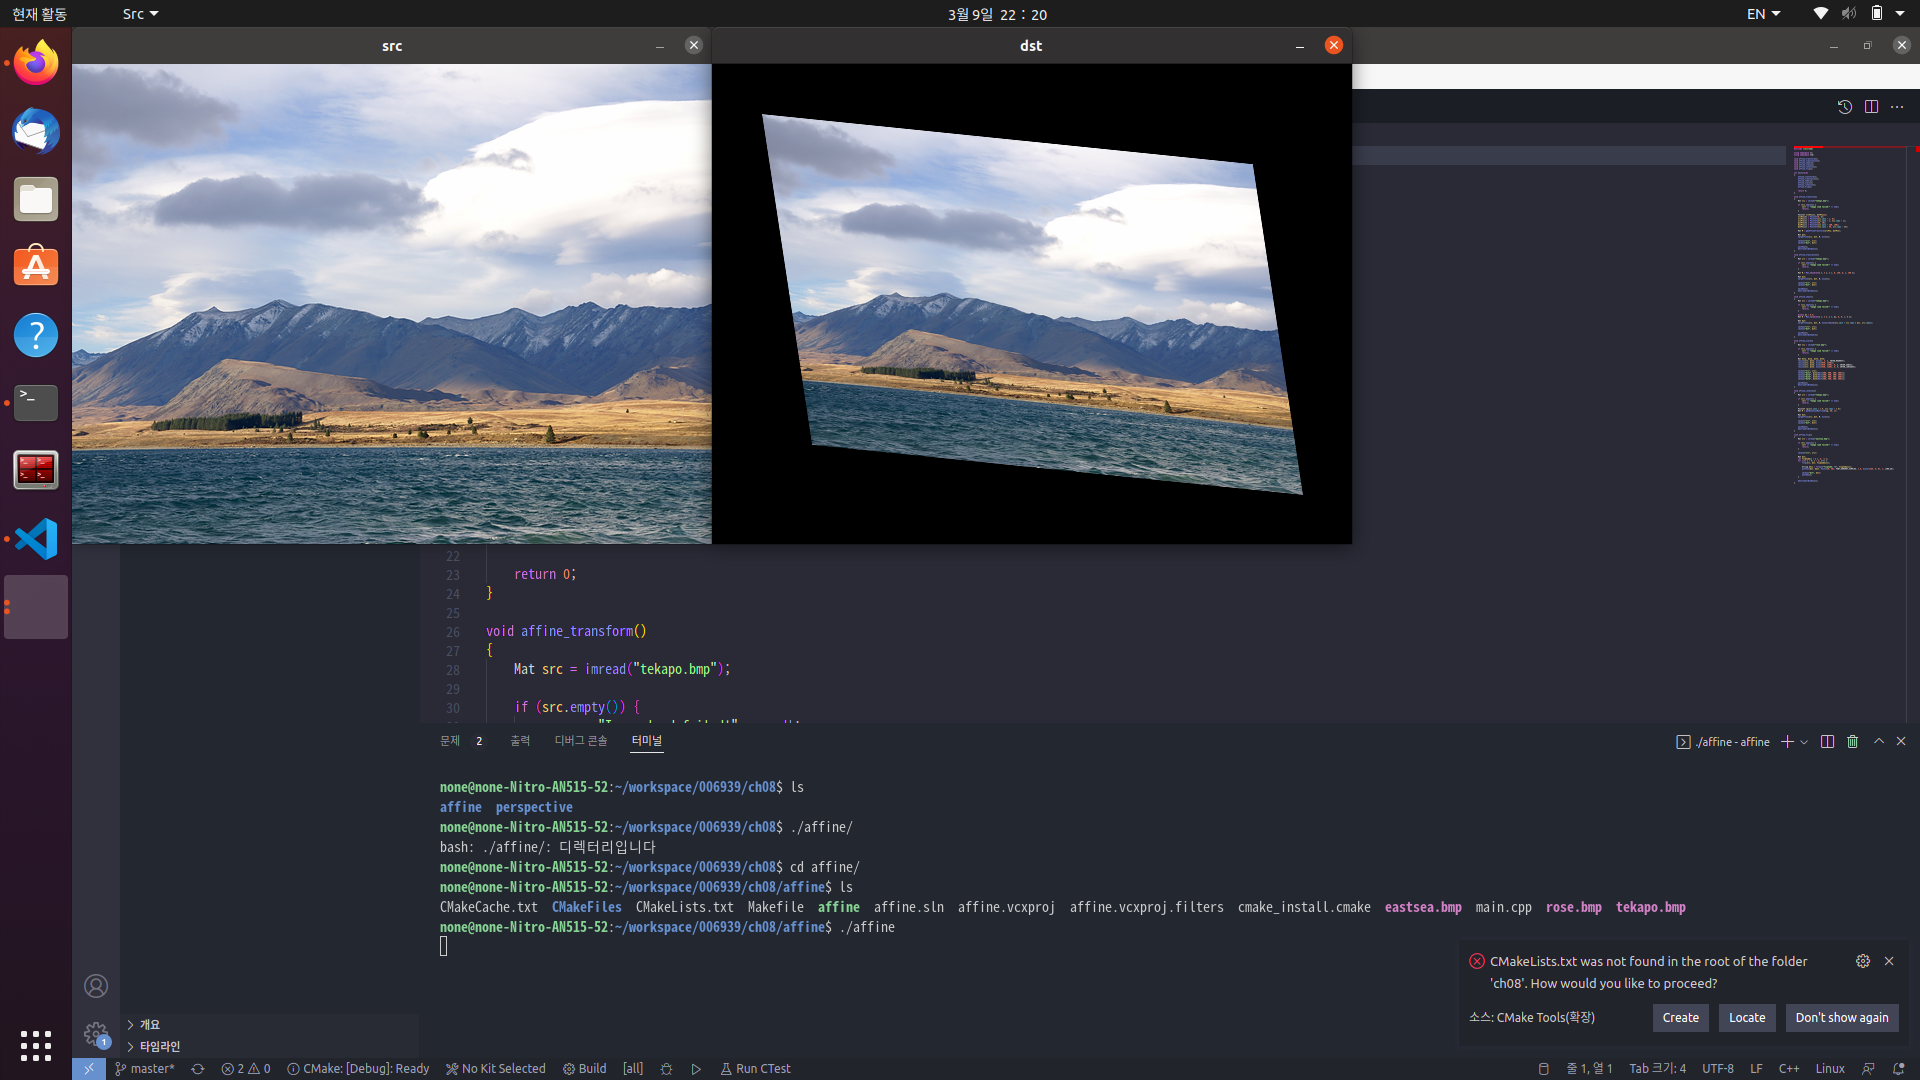 현재 활동
Src
3월 9일 22 : 20
EN
src
dst
22
23 return 0;
24 }
25
26 void affine_transform()
27 {
28 Mat src = imread("tekapo.bmp");
29
30 if (src.empty()) {
문제 2 출력 디버그 콘솔 터미널
./affine - affine
none@none-Nitro-AN515-52:~/workspace/006939/ch08$ ls
affine perspective
none@none-Nitro-AN515-52:~/workspace/006939/ch08$ ./affine/
bash: ./affine/: 디렉터리입니다
none@none-Nitro-AN515-52:~/workspace/006939/ch08$ cd affine/
none@none-Nitro-AN515-52:~/workspace/006939/ch08/affine$ ls
CMakeCache.txt CMakeFiles CMakeLists.txt Makefile affine affine.sln affine.vcxproj affine.vcxproj.filters cmake_install.cmake eastsea.bmp main.cpp rose.bmp tekapo.bmp
none@none-Nitro-AN515-52:~/workspace/006939/ch08/affine$ ./affine
CMakeLists.txt was not found in the root of the folder
'ch08'. How would you like to proceed?
소스: CMake Tools(확장)
Create
Locate
Don't show again
개요
타임라인
1
master*
2
0
CMake: [Debug]: Ready
No Kit Selected
Build
[all]
Run CTest
줄 1, 열 1
Tab 크기: 4
UTF-8
LF
C++
Linux